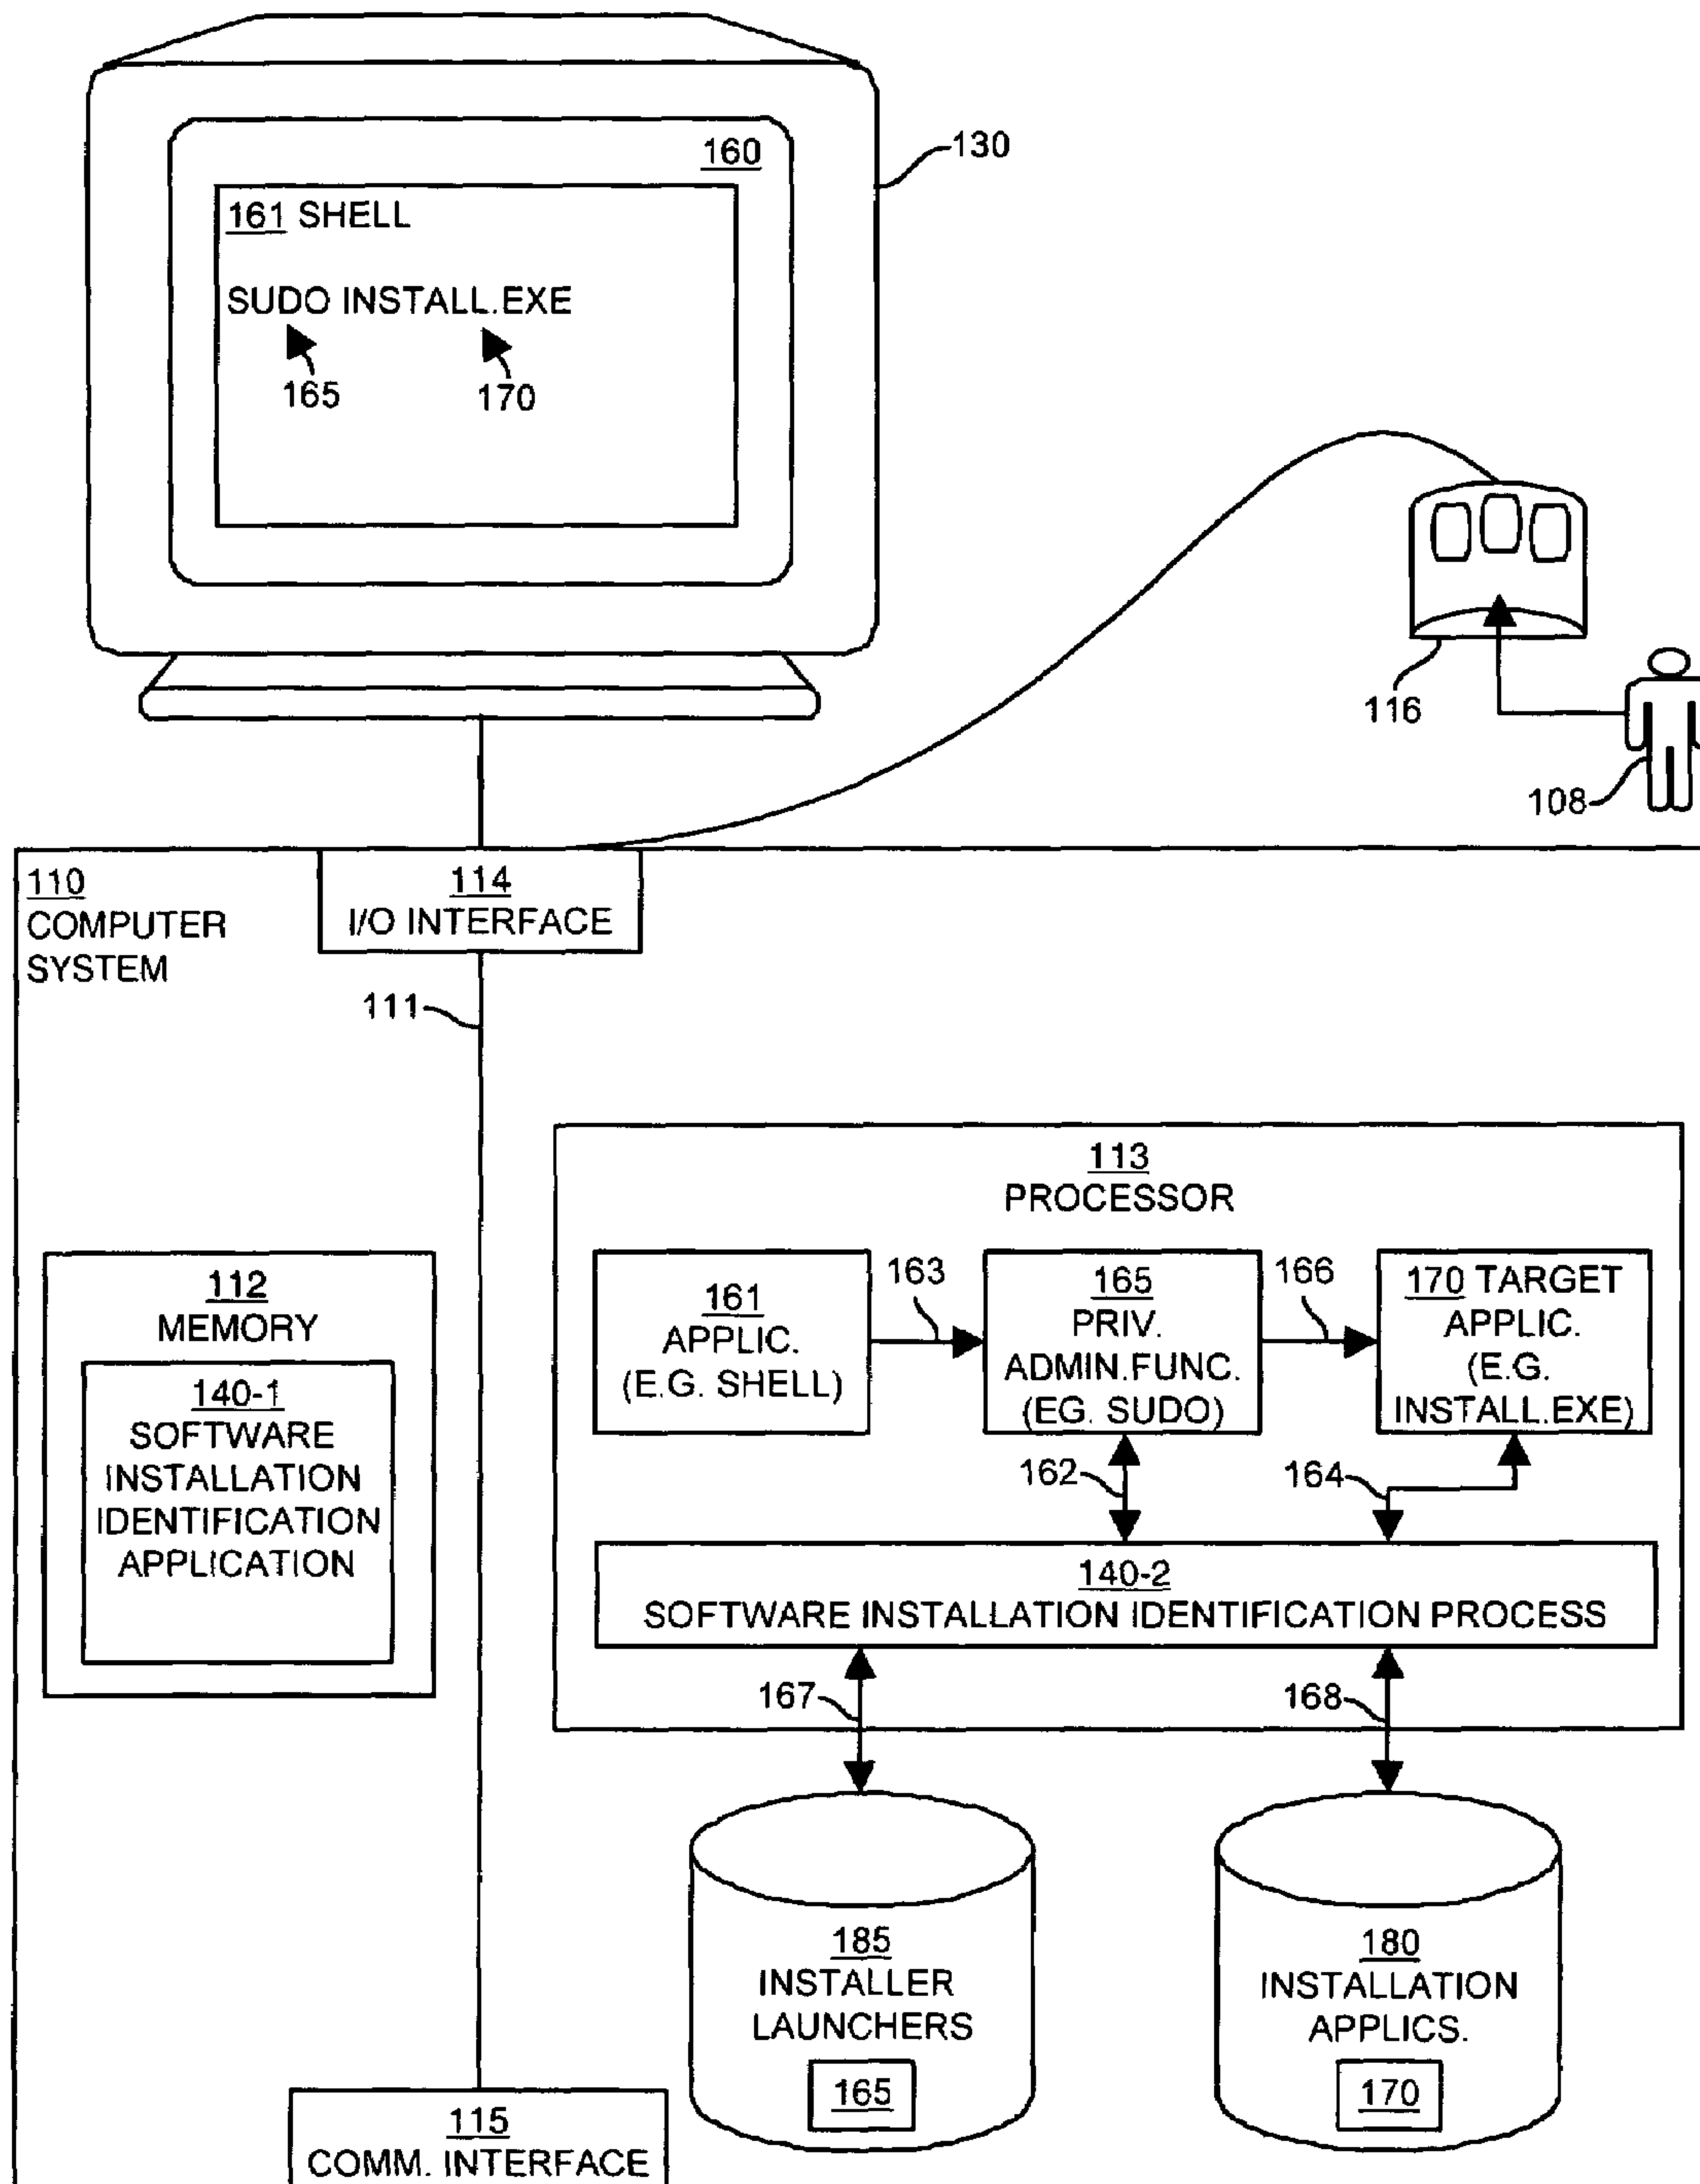 160
130
161 SHELL
SUDO INSTALL.EXE
165
170
116
108
110
COMPUTER
SYSTEM
114
I/O INTERFACE
111
113
PROCESSOR
112
MEMORY
140-1
SOFTWARE
INSTALLATION
IDENTIFICATION
APPLICATION
161
APPLIC.
(E.G. SHELL)
163
165
PRIV.
ADMIN.FUNC.
(EG. SUDO)
166
170 TARGET
APPLIC.
(E.G.
INSTALL.EXE)
162
164
140-2
SOFTWARE INSTALLATION IDENTIFICATION PROCESS
167
168
185
INSTALLER
LAUNCHERS
165
180
INSTALLATION
APPLICS.
170
115
COMM. INTERFACE